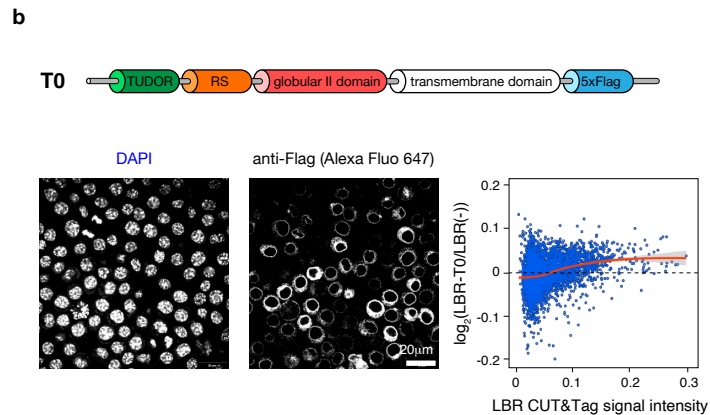 b
T0
TUDOR
RS
globular II domain
transmembrane domain
5xFlag
DAPI
anti-Flag (Alexa Fluo 647)
20μm
log2(LBR-T0/LBR(-))
0.2
0.1
0
-0.1
-0.2
0
0.1
0.2
0.3
LBR CUT&Tag signal intensity